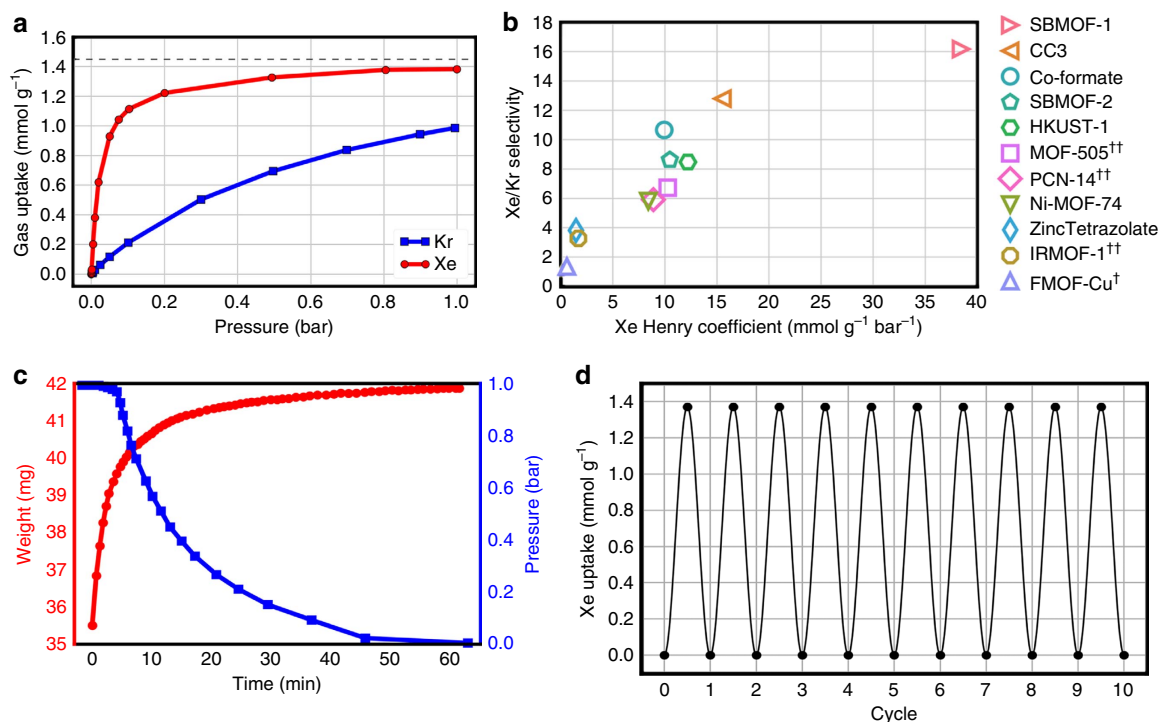 a
1.6
1.4
1.2
1.0
0.8
0.6
0.4
0.2
0.0
Gas uptake (mmol g⁻¹)
Kr
Xe
0.0 0.2 0.4 0.6 0.8 1.0
Pressure (bar)
b
18
16
14
12
10
8
6
4
2
0
Xe/Kr selectivity
0 5 10 15 20 25 30 35 40
Xe Henry coefficient (mmol g⁻¹ bar⁻¹)
SBMOF-1
CC3
Co-formate
SBMOF-2
HKUST-1
MOF-505††
PCN-14††
Ni-MOF-74
ZincTetrazolate
IRMOF-1††
FMOF-Cu†
c
42
41
40
39
38
37
36
35
Weight (mg)
1.0
0.8
0.6
0.4
0.2
0.0
Pressure (bar)
0 10 20 30 40 50 60
Time (min)
d
1.4
1.2
1.0
0.8
0.6
0.4
0.2
0.0
Xe uptake (mmol g⁻¹)
0 1 2 3 4 5 6 7 8 9 10
Cycle